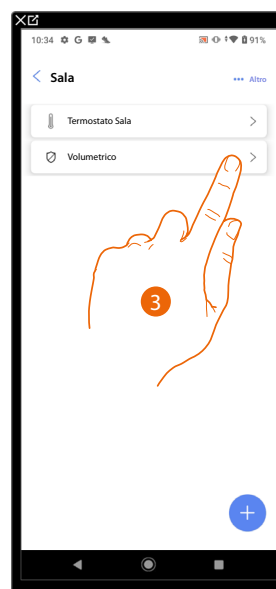 10:34 G 91%
Sala
Altro
Termostato Sala
Volumetrico
3